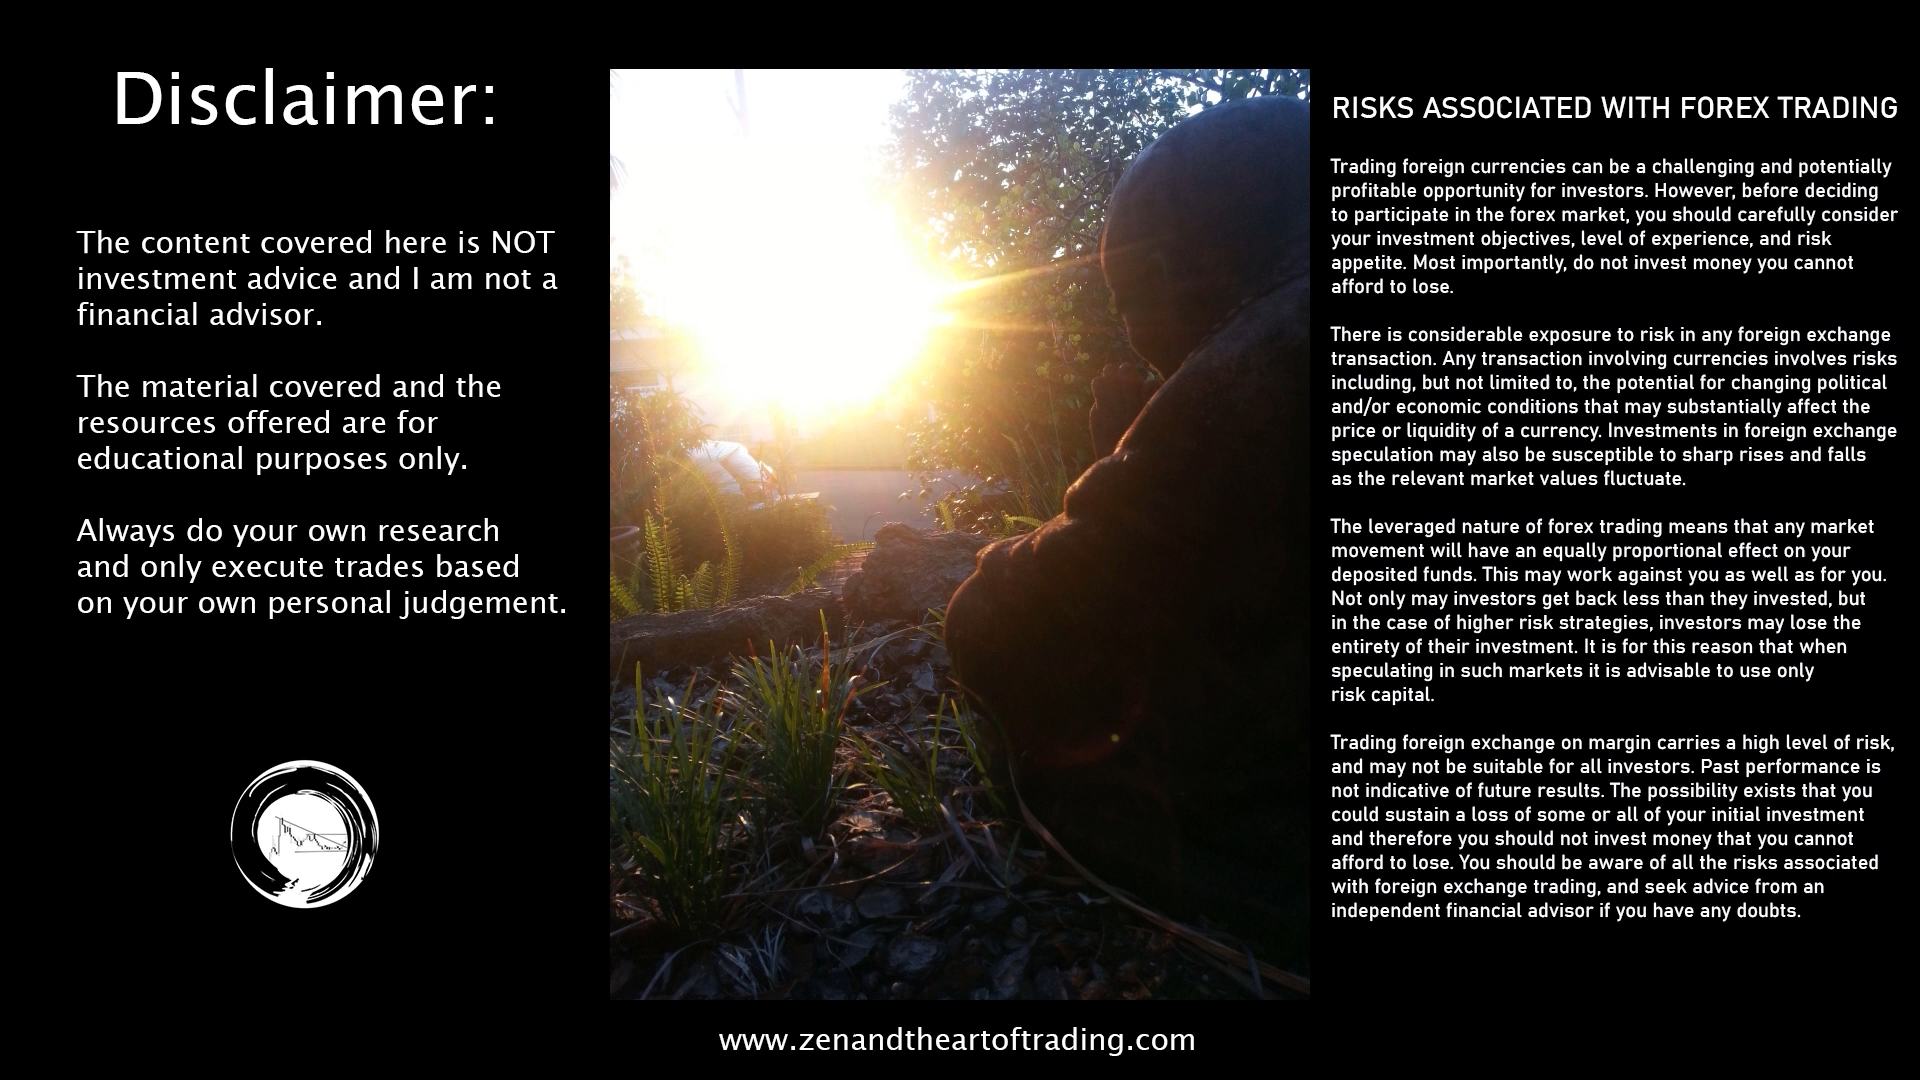 Disclaimer:
The content covered here is NOT
investment advice and I am not a
financial advisor.
The material covered and the
resources offered are for
educational purposes only.
Always do your own research
and only execute trades based
on your own personal judgement.
RISKS ASSOCIATED WITH FOREX TRADING
Trading foreign currencies can be a challenging and potentially
profitable opportunity for investors. However, before deciding
to participate in the forex market, you should carefully consider
your investment objectives, level of experience, and risk
appetite. Most importantly, do not invest money you cannot
afford to lose.
There is considerable exposure to risk in any foreign exchange
transaction. Any transaction involving currencies involves risks
including, but not limited to, the potential for changing political
and/or economic conditions that may substantially affect the
price or liquidity of a currency. Investments in foreign exchange
speculation may also be susceptible to sharp rises and falls
as the relevant market values fluctuate.
The leveraged nature of forex trading means that any market
movement will have an equally proportional effect on your
deposited funds. This may work against you as well as for you.
Not only may investors get back less than they invested, but
in the case of higher risk strategies, investors may lose the
entirety of their investment. It is for this reason that when
speculating in such markets it is advisable to use only
risk capital.
Trading foreign exchange on margin carries a high level of risk,
and may not be suitable for all investors. Past performance is
not indicative of future results. The possibility exists that you
could sustain a loss of some or all of your initial investment
and therefore you should not invest money that you cannot
afford to lose. You should be aware of all the risks associated
with foreign exchange trading, and seek advice from an
independent financial advisor if you have any doubts.
www.zenandtheartoftrading.com